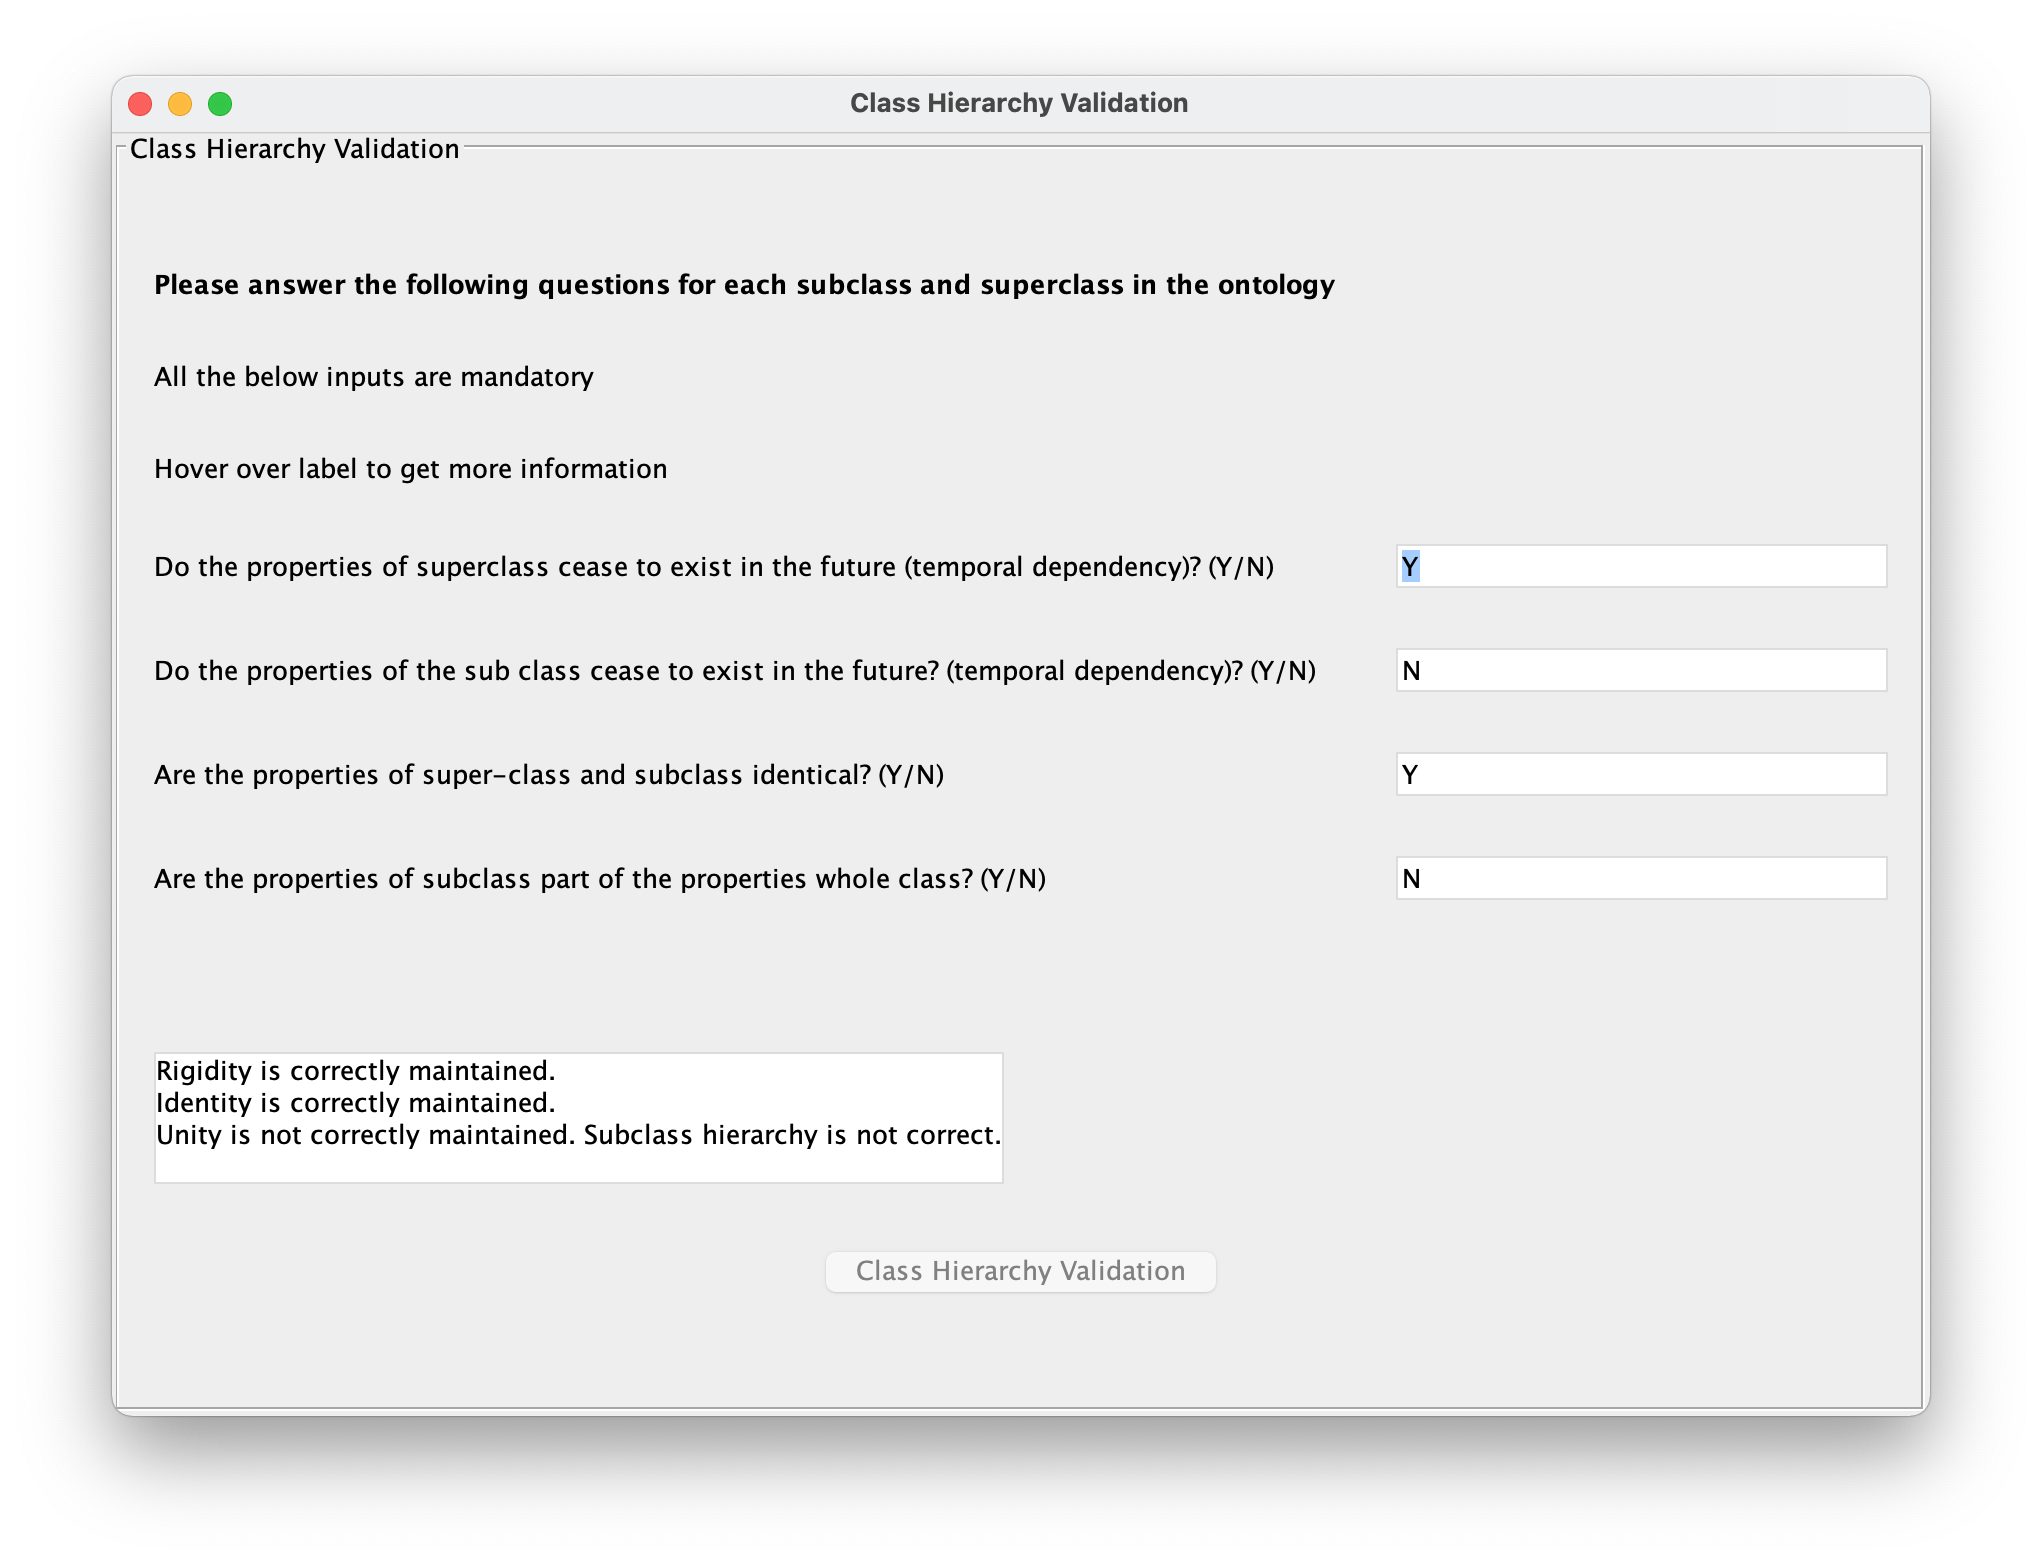 Class Hierarchy Validation
Class Hierarchy Validation
Please answer the following questions for each subclass and superclass in the ontology
All the below inputs are mandatory
Hover over label to get more information
Do the properties of superclass cease to exist in the future (temporal dependency)? (Y/N) Y
Do the properties of the sub class cease to exist in the future? (temporal dependency)? (Y/N) N
Are the properties of super-class and subclass identical? (Y/N) Y
Are the properties of subclass part of the properties whole class? (Y/N) N
Rigidity is correctly maintained.
Identity is correctly maintained.
Unity is not correctly maintained. Subclass hierarchy is not correct.
Class Hierarchy Validation